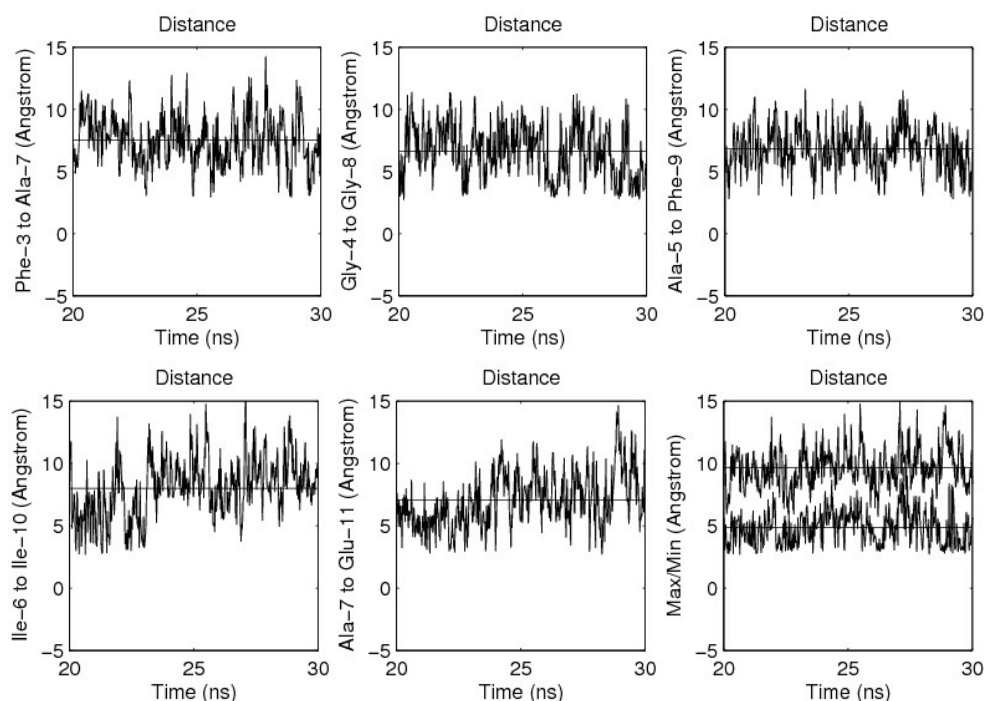 Distance
Distance
Distance
Phe-3 to Ala-7 (Angstrom)
15
10
5
0
-5
20
25
30
Time (ns)
Gly-4 to Gly-8 (Angstrom)
15
10
5
0
-5
20
25
30
Time (ns)
Ala-5 to Phe-9 (Angstrom)
15
10
5
0
-5
20
25
30
Time (ns)
Distance
Distance
Distance
Ile-6 to Ile-10 (Angstrom)
15
10
5
0
-5
20
25
30
Time (ns)
Ala-7 to Glu-11 (Angstrom)
15
10
5
0
-5
20
25
30
Time (ns)
Max/Min (Angstrom)
15
10
5
0
-5
20
25
30
Time (ns)